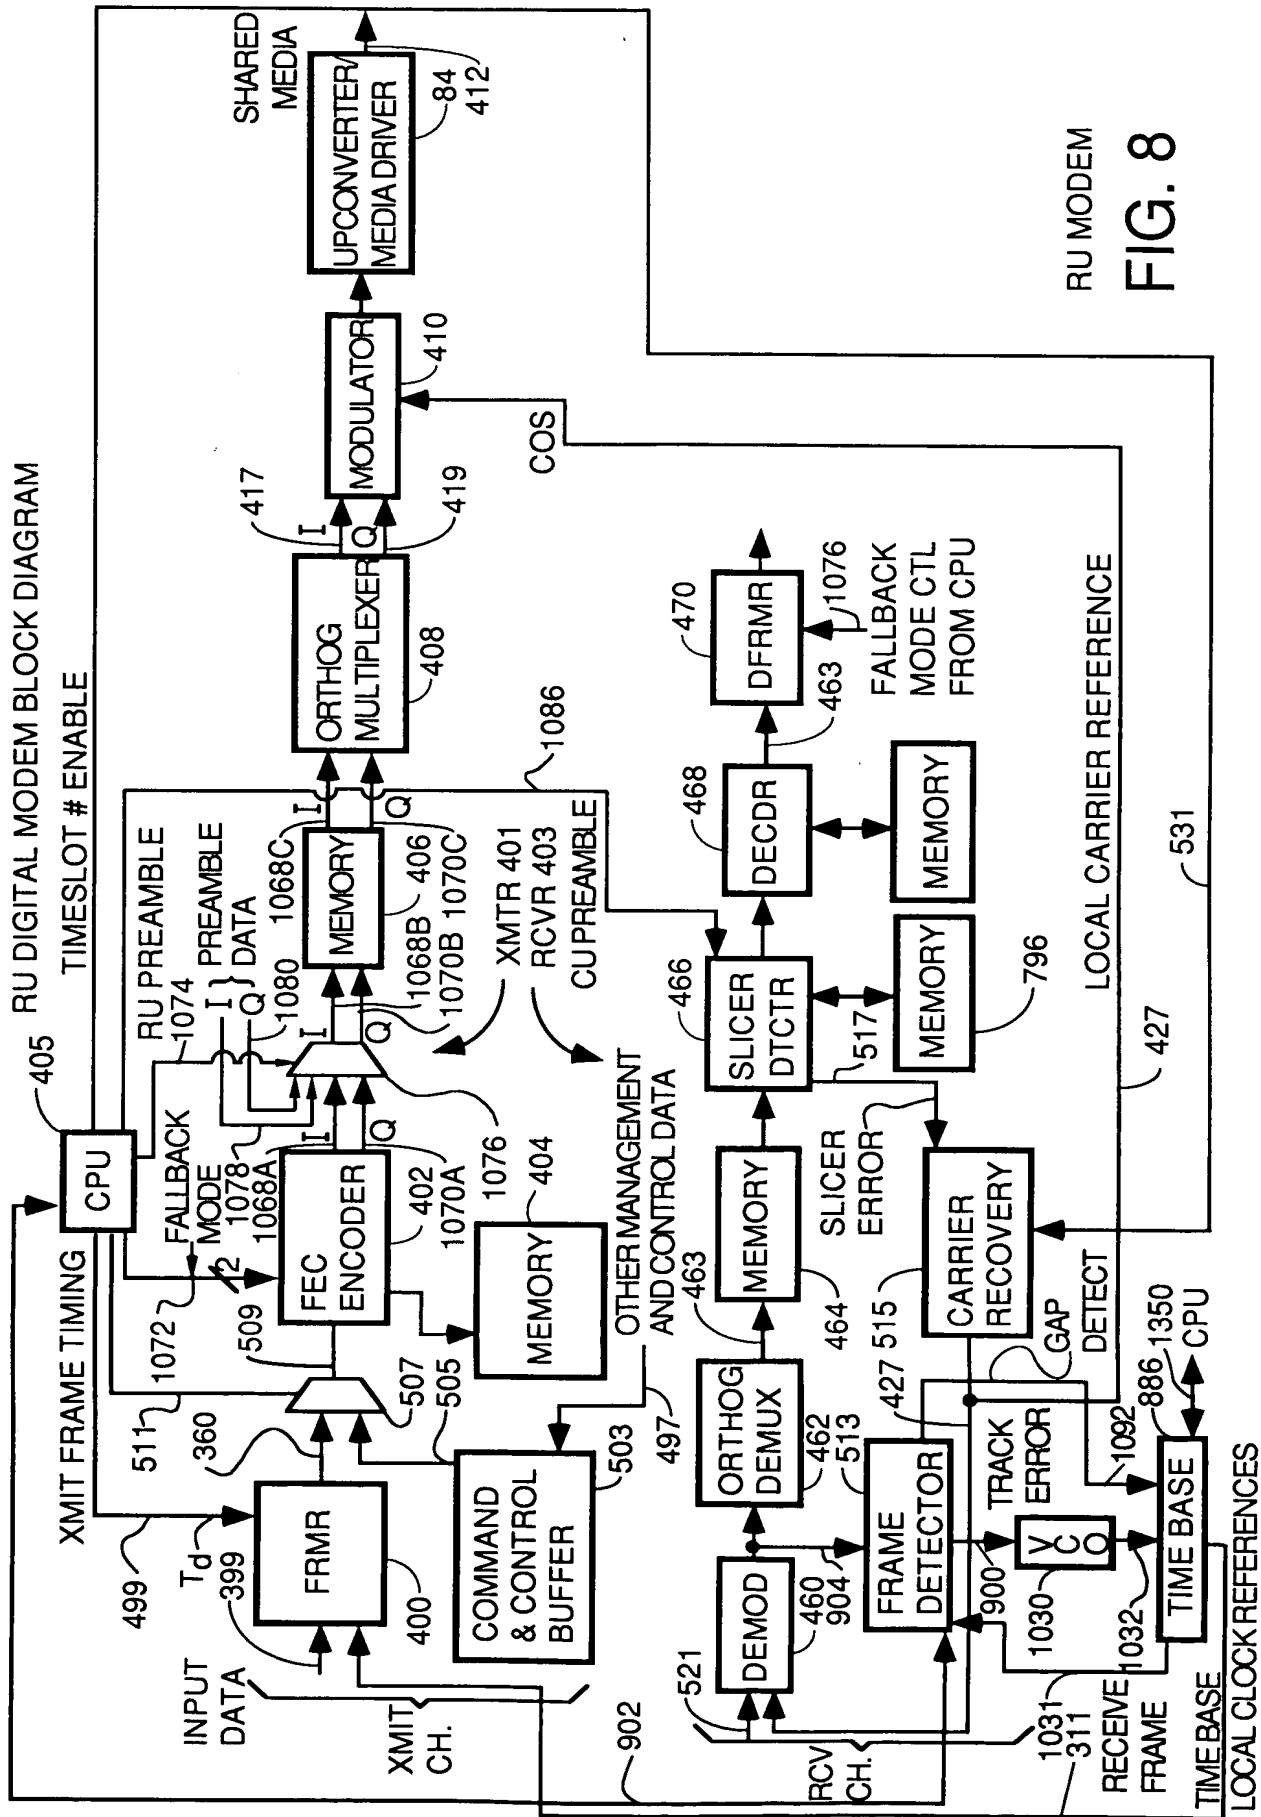 RU DIGITAL MODEM BLOCK DIAGRAM
TIMESLOT # ENABLE
405
CPU
XMIT FRAME TIMING
RU PREAMBLE
1074
I
Q
PREAMBLE
DATA
1080
FALLBACK
MODE
1078
1072
2
511
499
Td
INPUT
DATA
399
XMIT
CH.
FRMR
400
360
COMMAND
& CONTROL
BUFFER
503
505
507
509
FEC
ENCODER
402
1068A
1070A
I
Q
MEMORY
404
1076
I
Q
1068B
1070B
MEMORY
406
1068C
1070C
I
Q
ORTHOG
MULTIPLEXER
408
417
I
Q
419
MODULATOR
410
UPCONVERTER/
MEDIA DRIVER
84
412
SHARED
MEDIA
COS
1086
XMTR 401
RCVR 403
CU PREAMBLE
OTHER MANAGEMENT
AND CONTROL DATA
497
902
521
RCV
CH.
DEMOD
460
904
ORTHOG
DEMUX
462
463
MEMORY
464
SLICER
DTCTR
466
517
SLICER
ERROR
MEMORY
796
DECDR
468
MEMORY
463
DFRMR
470
1076
FALLBACK
MODE CTL
FROM CPU
FRAME
DETECTOR
513
427
CARRIER
RECOVERY
515
GAP
DETECT
TRACK
ERROR
900
VCO
1030
1032
1092
TIME BASE
886
1350
CPU
1031
311
RECEIVE
FRAME
TIME BASE
LOCAL CLOCK REFERENCES
LOCAL CARRIER REFERENCE
427
531
RU MODEM
FIG. 8